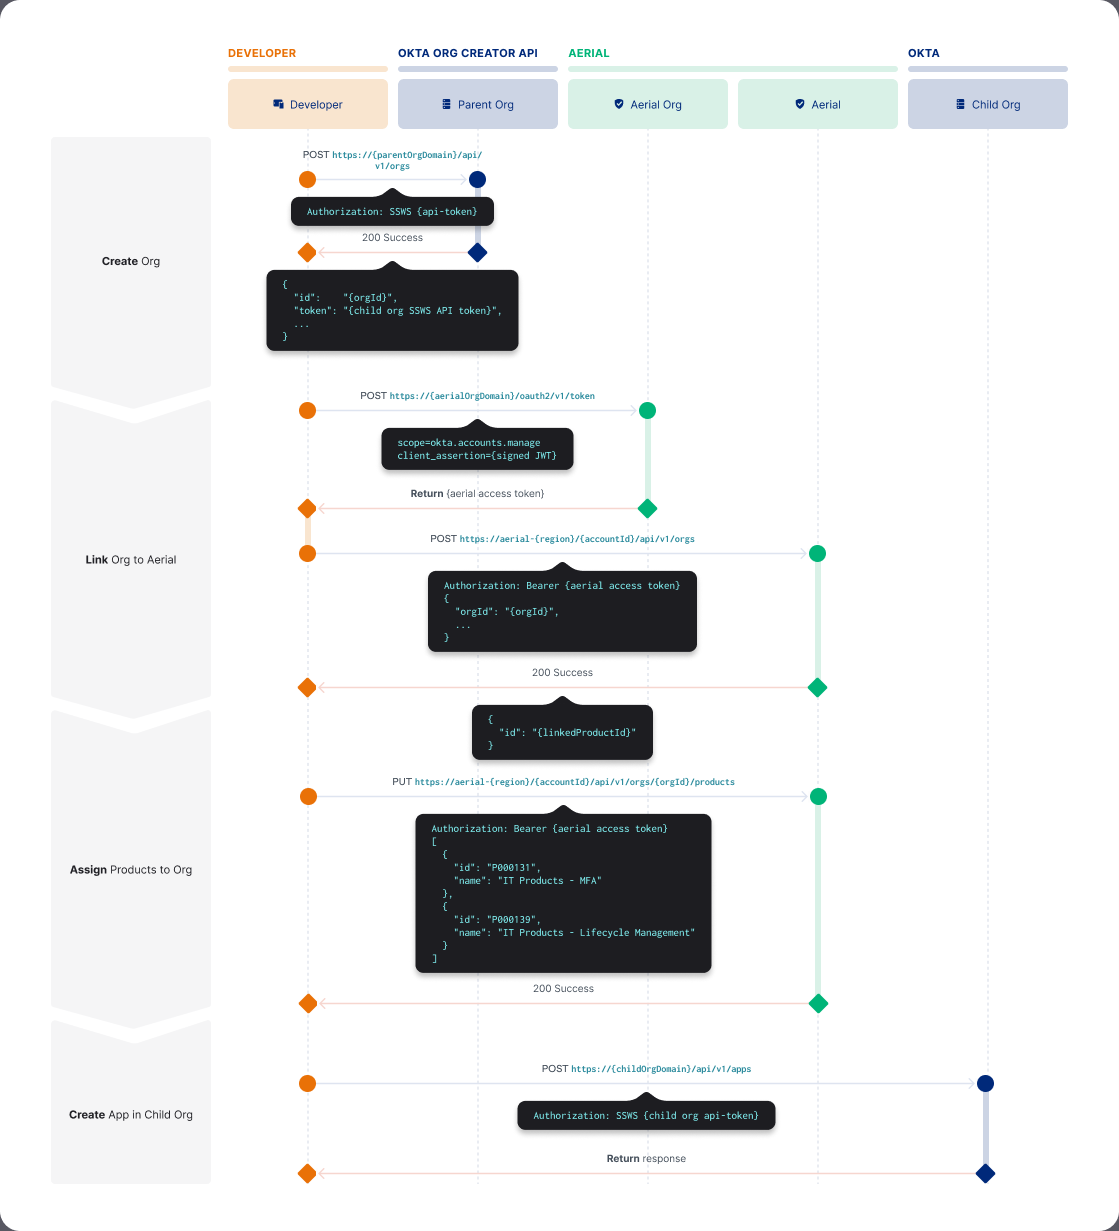 DEVELOPER
OKTA ORG CREATOR API
AERIAL
OKTA
Developer
Parent Org
Aerial Org
Aerial
Child Org
Create Org
POST https://{parentOrgDomain}/api/
v1/orgs
Authorization: SSWS {api-token}
200 Success
{
"id":    "{orgId}",
"token": "{child org SSWS API token}",
...
}
Link Org to Aerial
POST https://{aerialOrgDomain}/oauth2/v1/token
scope=okta.accounts.manage
client_assertion={signed JWT}
Return {aerial access token}
POST https://aerial-{region}/{accountId}/api/v1/orgs
Authorization: Bearer {aerial access token}
{
"orgId": "{orgId}",
...
}
200 Success
{
"id": "{linkedProductId}"
}
Assign Products to Org
PUT https://aerial-{region}/{accountId}/api/v1/orgs/{orgId}/products
Authorization: Bearer {aerial access token}
[
{
"id": "P000131",
"name": "IT Products - MFA"
},
{
"id": "P000139",
"name": "IT Products - Lifecycle Management"
}
]
200 Success
Create App in Child Org
POST https://{childOrgDomain}/api/v1/apps
Authorization: SSWS {child org api-token}
Return response